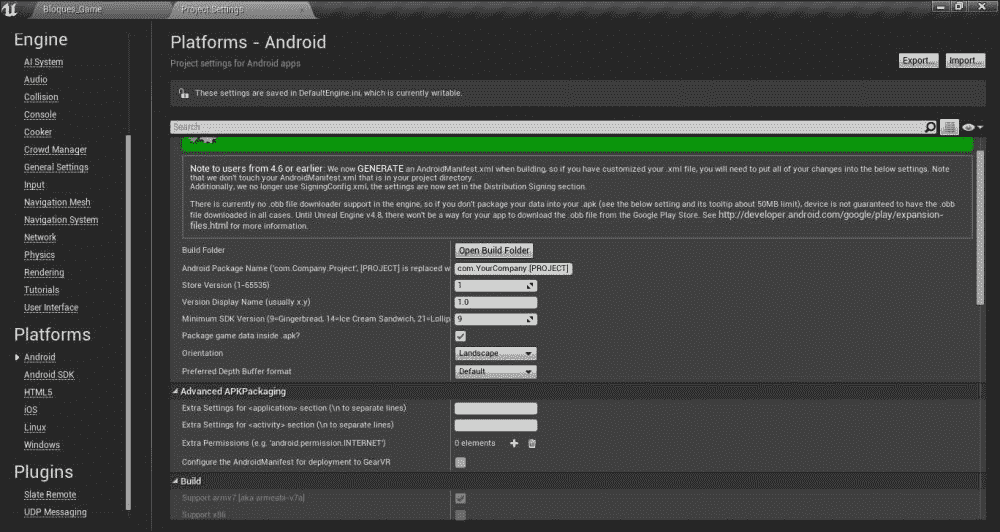 Bloques_Game
Project Settings
Engine
AI System
Audio
Collision
Console
Cooker
Crowd Manager
General Settings
Input
Navigation Mesh
Navigation System
Network
Physics
Rendering
Tutorials
User Interface
Platforms
Android
Android SDK
HTML5
iOS
Linux
Windows
Plugins
Slate Remote
UDP Messaging
Platforms - Android
Project settings for Android apps
Export...
Import...
These settings are saved in DefaultEngine.ini, which is currently writable.
Search
Note to users from 4.6 or earlier: We now GENERATE an AndroidManifest.xml when building, so if you have customized your .xml file, you will need to put all of your changes into the below settings. Note
that we don't touch your AndroidManifest.xml that is in your project directory.
Additionally, we no longer use SigningConfig.xml, the settings are now set in the Distribution Signing section.
There is currently no .obb file downloader support in the engine, so if you don't package your data into your .apk (see the below setting and its tooltip about 50MB limit), device is not guaranteed to have the .obb
file downloaded in all cases. Until Unreal Engine v4.8, there won't be a way for your app to download the .obb file from the Google Play Store. See http://developer.android.com/google/play/expansion-
files.html for more information.
Build Folder
Open Build Folder
Android Package Name ('com.Company.Project', [PROJECT] is replaced w
com.YourCompany.[PROJECT]
Store Version (1-65535)
1
Version Display Name (usually x.y)
1.0
Minimum SDK Version (9=Gingerbread, 14=Ice Cream Sandwich, 21=Lollip
9
Package game data inside .apk?
Orientation
Landscape
Preferred Depth Buffer format
Default
Advanced APKPackaging
Extra Settings for <application> section (\n to separate lines)
Extra Settings for <activity> section (\n to separate lines)
Extra Permissions (e.g. 'android.permission.INTERNET')
0 elements
Configure the AndroidManifest for deployment to GearVR
Build
Support armv7 [aka armeabi-v7a]
Support x86